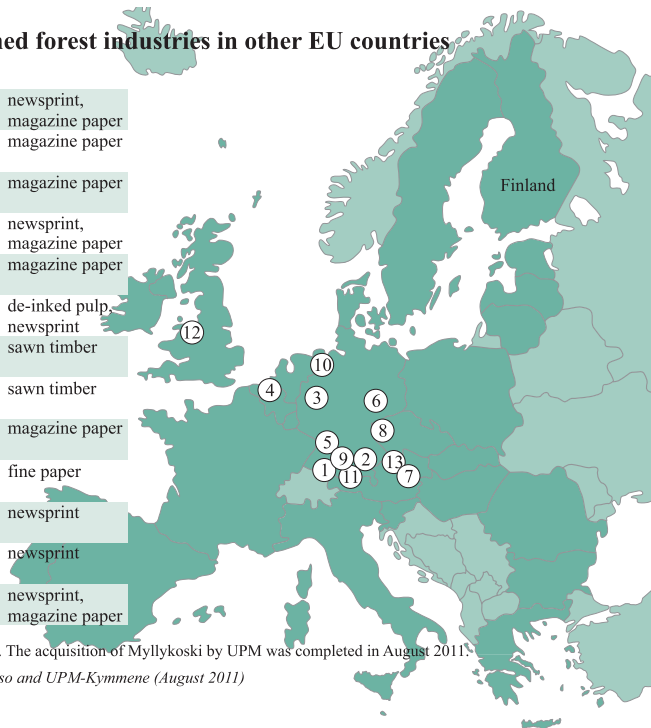 ned forest industries in other EU countries
newsprint,
magazine paper
magazine paper
magazine paper
newsprint,
magazine paper
magazine paper
de-inked pulp,
newsprint
sawn timber
sawn timber
magazine paper
fine paper
newsprint
newsprint
newsprint,
magazine paper
Finland
12
10
4
3
6
8
5
9
2
13
1
11
7
. The acquisition of Myllykoski by UPM was completed in August 2011.
so and UPM-Kymmene (August 2011)